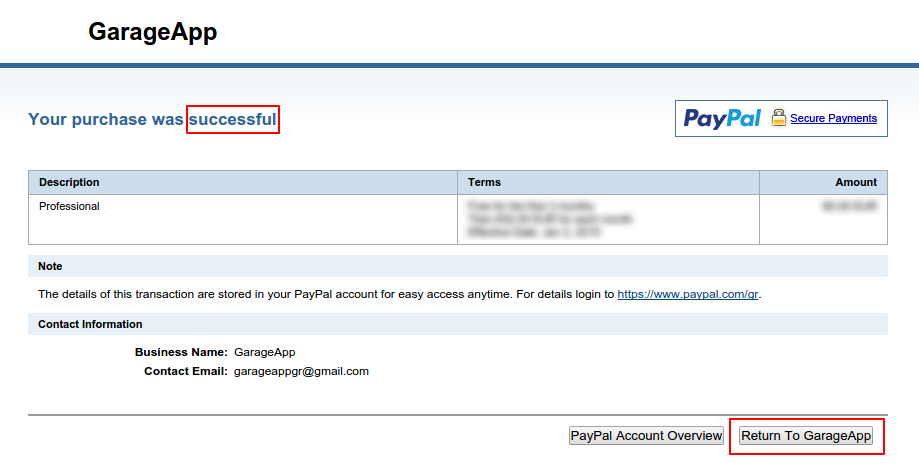 GarageApp
Your purchase was successful
PayPal Secure Payments
Description Terms Amount
Professional
Note
The details of this transaction are stored in your PayPal account for easy access anytime. For details login to https://www.paypal.com/gr.
Contact Information
Business Name: GarageApp
Contact Email: garageappgr@gmail.com
PayPal Account Overview Return To GarageApp